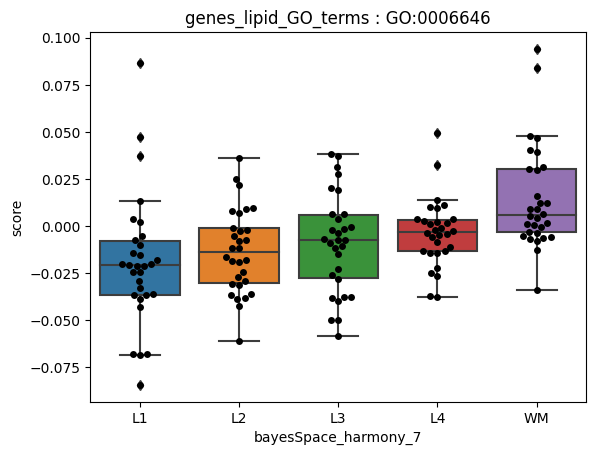 genes_lipid_GO_terms : GO:0006646
0.100
0.075
0.050
0.025
0.000
−0.025
−0.050
−0.075
score
L1 L2 L3 L4 WM
bayesSpace_harmony_7